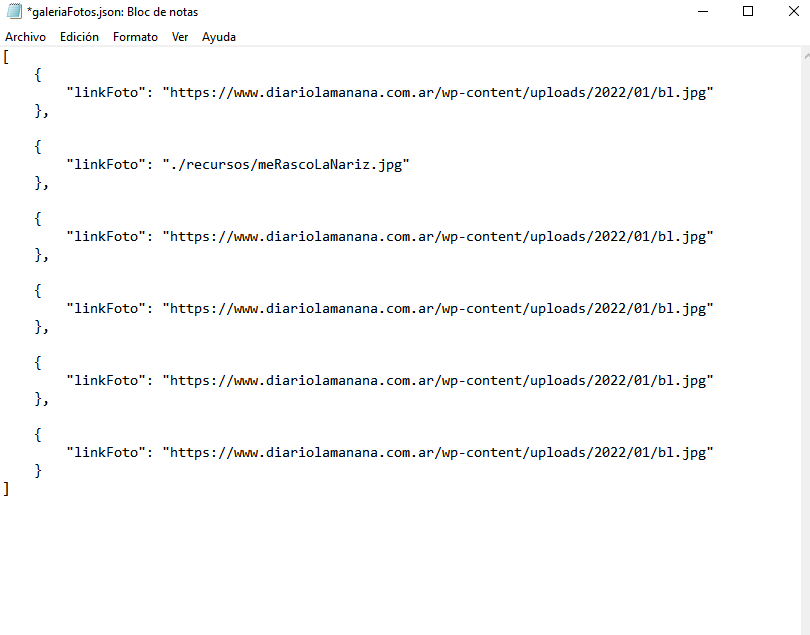 *galeriaFotos.json: Bloc de notas
Archivo Edición Formato Ver Ayuda
[
    {
        "linkFoto": "https://www.diariolamanana.com.ar/wp-content/uploads/2022/01/bl.jpg"
    },

    {
        "linkFoto": "./recursos/meRascoLaNariz.jpg"
    },

    {
        "linkFoto": "https://www.diariolamanana.com.ar/wp-content/uploads/2022/01/bl.jpg"
    },

    {
        "linkFoto": "https://www.diariolamanana.com.ar/wp-content/uploads/2022/01/bl.jpg"
    },

    {
        "linkFoto": "https://www.diariolamanana.com.ar/wp-content/uploads/2022/01/bl.jpg"
    },

    {
        "linkFoto": "https://www.diariolamanana.com.ar/wp-content/uploads/2022/01/bl.jpg"
    }
]